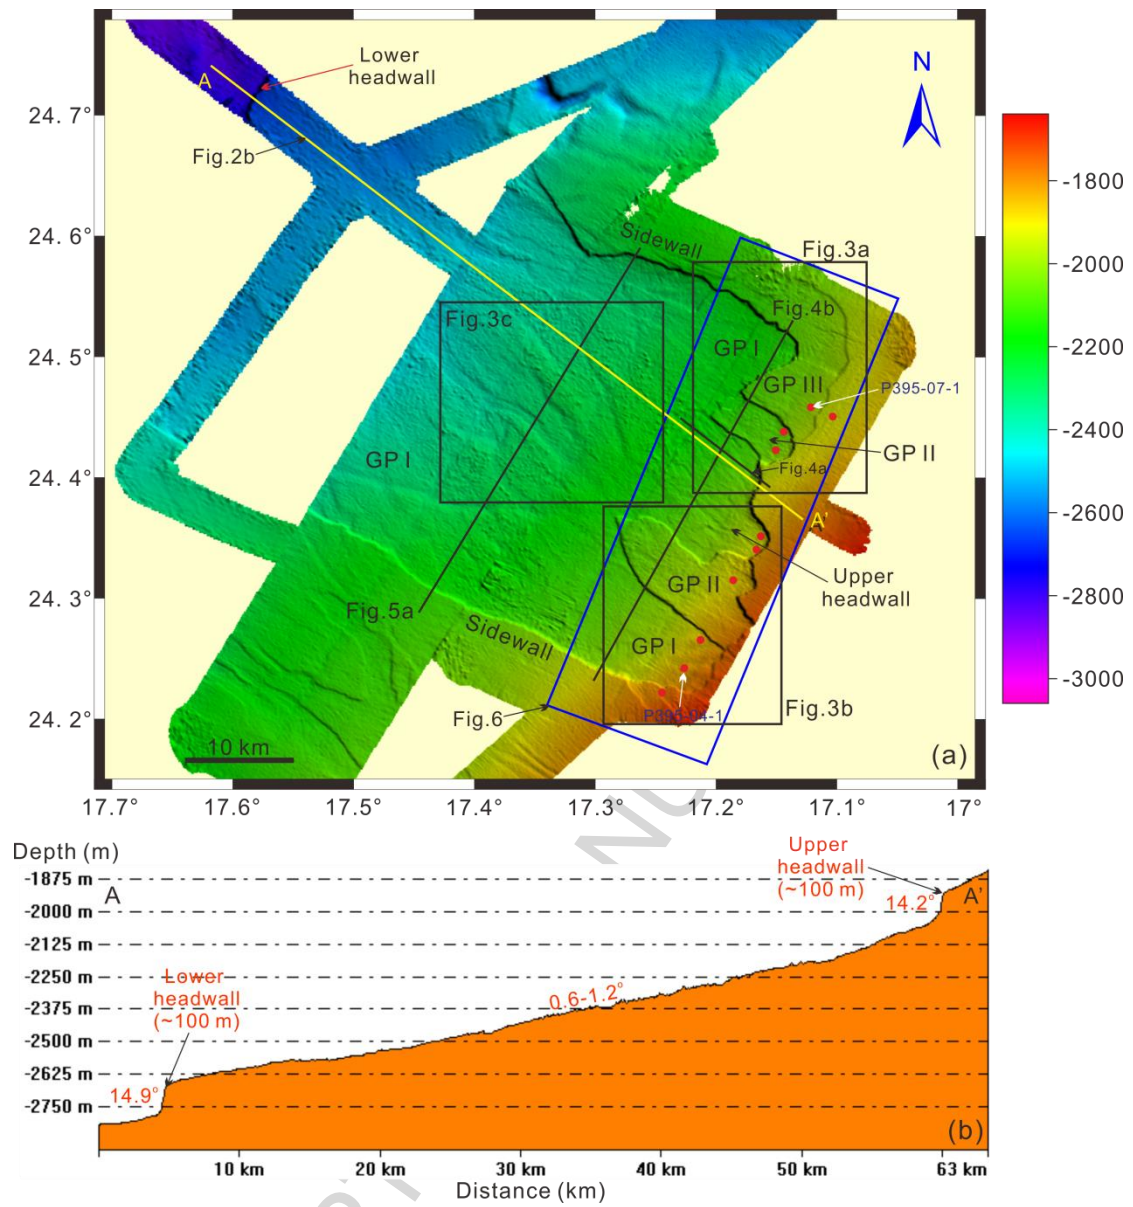 (a)
Lower
headwall
A
N
24.7°
Fig.2b
-1800
24.6°
Sidewall
Fig.3a
-2000
Fig.3c
Fig.4b
24.5°
GP I
-2200
GP III
P395-07-1
-2400
GP I
GP II
24.4°
Fig.4a
A'
-2600
24.3°
Fig.5a
GP II
Upper
headwall
-2800
Sidewall
GP I
24.2°
Fig.6
P395-04-1
Fig.3b
-3000
10 km
(a)
17.7°
17.6°
17.5°
17.4°
17.3°
17.2°
17.1°
17°
Depth (m)
Upper
headwall
(~100 m)
-1875 m
A
14.2°
A'
-2000 m
-2125 m
-2250 m
Lower
headwall
(~100 m)
0.6-1.2°
-2375 m
-2500 m
-2625 m
14.9°
-2750 m
(b)
10 km
20 km
30 km
40 km
50 km
63 km
Distance (km)